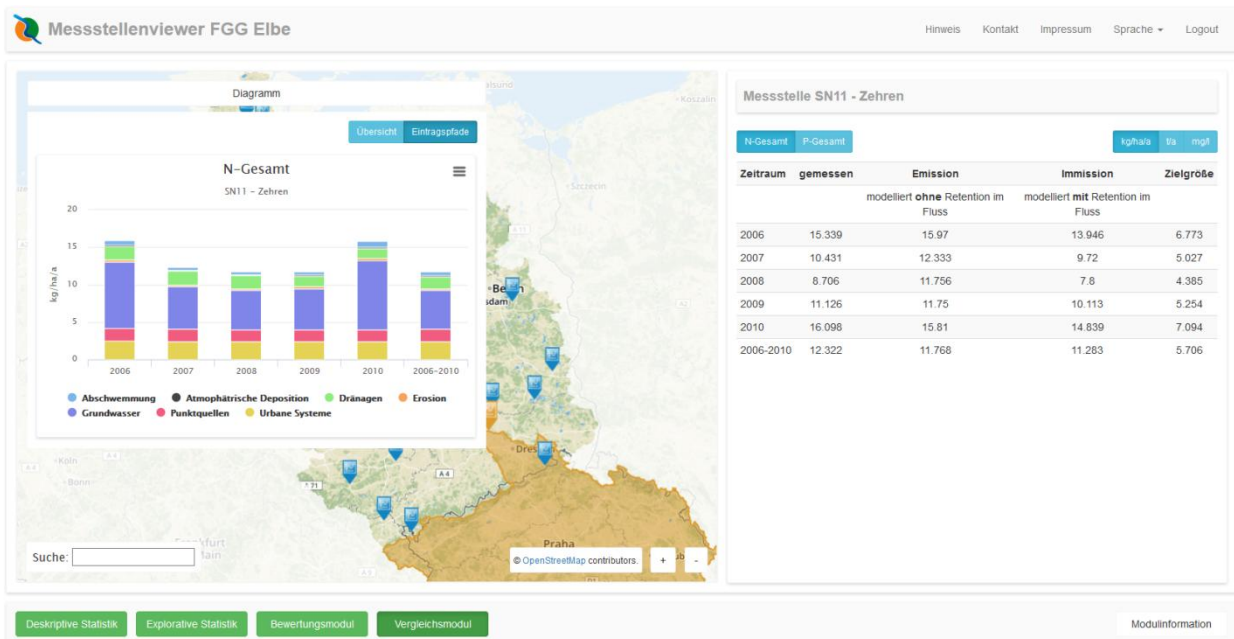 Messstellenviewer FGG Elbe
Hinweis Kontakt Impressum Sprache Logout
Diagramm
Übersicht Eintragspfade
N-Gesamt
SN11 - Zehren
20
15
10
5
0
kg/ha/a
2006 2007 2008 2009 2010 2006-2010
Abschwemmung Atmophätrische Deposition Dränagen Erosion
Grundwasser Punktquellen Urbane Systeme
Koszalin
Szczecin
Köln
Bonn
A 4
A 4
71
Praha
Suche:
© OpenStreetMap contributors.
+ -
Messstelle SN11 - Zehren
N-Gesamt P-Gesamt
kg/ha/a t/a mg/l
Zeitraum gemessen Emission Immission Zielgröße
modelliert ohne Retention im Fluss modelliert mit Retention im Fluss
2006 15.339 15.97 13.946 6.773
2007 10.431 12.333 9.72 5.027
2008 8.706 11.756 7.8 4.385
2009 11.126 11.75 10.113 5.254
2010 16.098 15.81 14.839 7.094
2006-2010 12.322 11.768 11.283 5.706
Deskriptive Statistik Explorative Statistik Bewertungsmodul Vergleichsmodul
Modulinformation